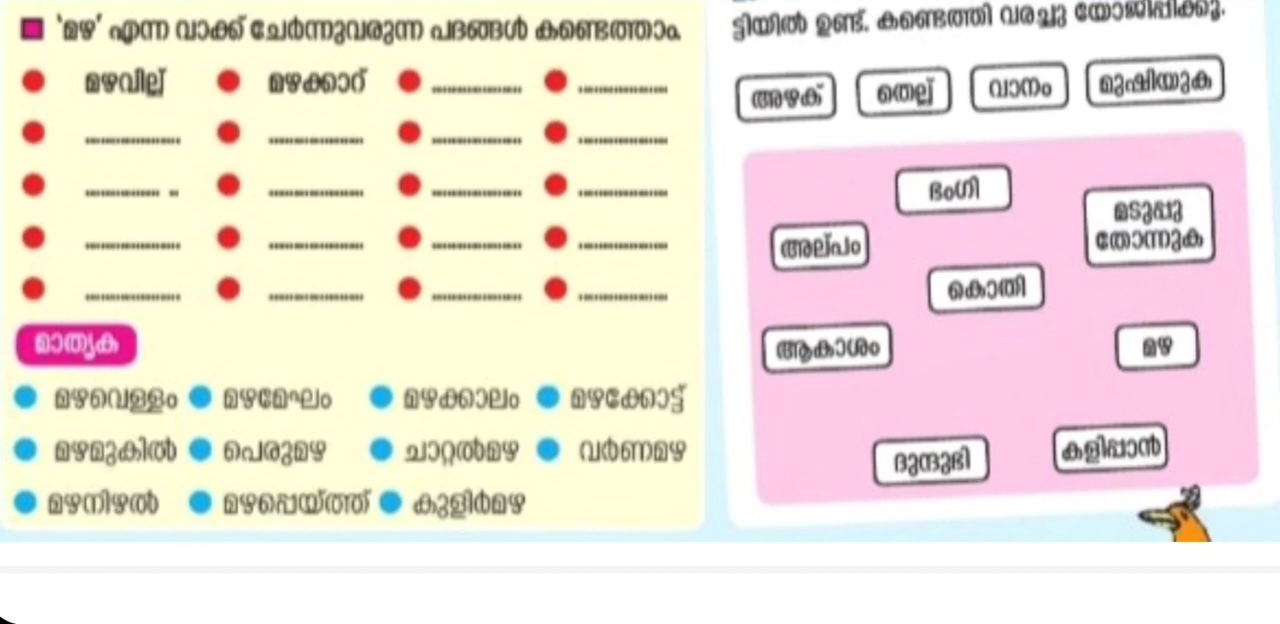 'മഴ' എന്ന വാക്ക് ചേർന്നുവരുന്ന പദങ്ങൾ കണ്ടെത്താം.
മഴവില്ല് മഴക്കാറ് .................. ..................
.................. .................. .................. ..................
............... .. .................. .................. ..................
.................. .................. .................. ..................
.................. .................. .................. ..................
മാതൃക
മഴവെള്ളം മഴമേഘം മഴക്കാലം മഴക്കോട്ട്
മഴമുകിൽ പെരുമഴ ചാറ്റൽമഴ വർണമഴ
മഴനിഴൽ മഴപ്പെയ്ത്ത് കുളിർമഴ
ട്ടിയിൽ ഉണ്ട്. കണ്ടെത്തി വരച്ചു യോജിപ്പിക്കൂ.
അഴക് തെല്ല് വാനം മുഷിയുക
ഭംഗി
മടുപ്പു
തോന്നുക
അല്പം
കൊതി
ആകാശം
മഴ
ദുന്ദുഭി
കളിപ്പാൻ